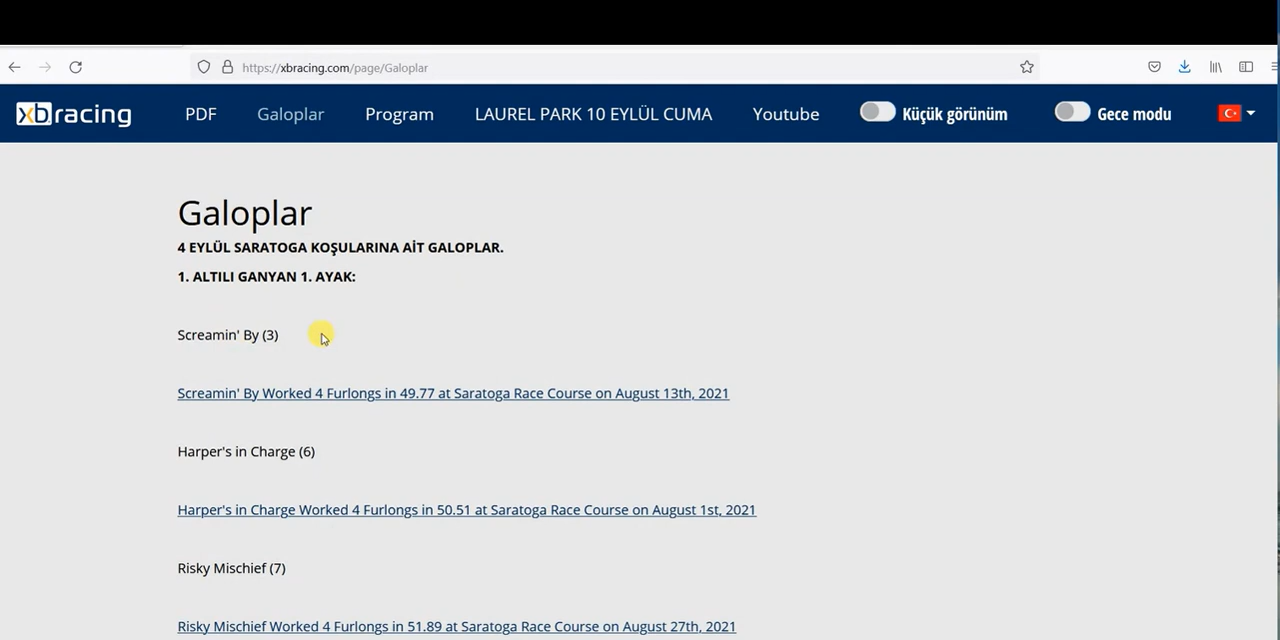 https://xbracing.com/page/Galoplar
xbracing PDF Galoplar Program LAUREL PARK 10 EYLÜL CUMA Youtube Küçük görünüm Gece modu
Galoplar
4 EYLÜL SARATOGA KOŞULARINA AİT GALOPLAR.
1. ALTILI GANYAN 1. AYAK:
Screamin' By (3)
Screamin' By Worked 4 Furlongs in 49.77 at Saratoga Race Course on August 13th, 2021
Harper's in Charge (6)
Harper's in Charge Worked 4 Furlongs in 50.51 at Saratoga Race Course on August 1st, 2021
Risky Mischief (7)
Risky Mischief Worked 4 Furlongs in 51.89 at Saratoga Race Course on August 27th, 2021